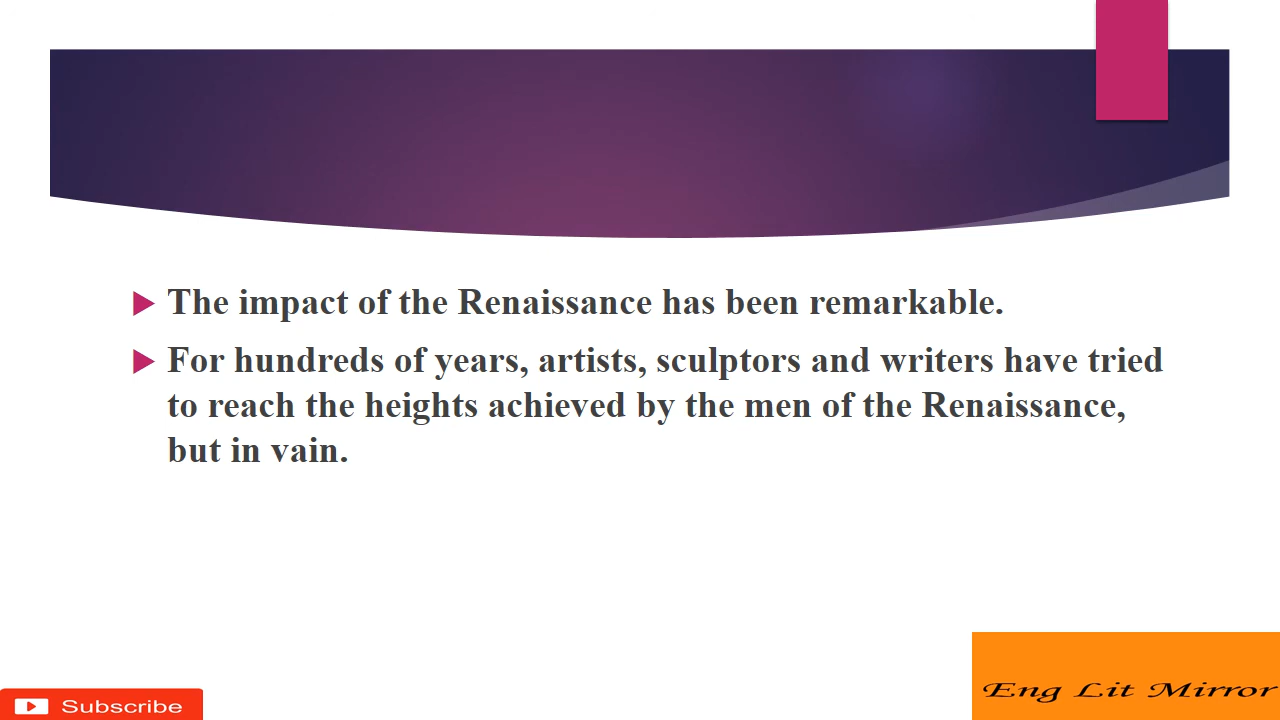 The impact of the Renaissance has been remarkable.
For hundreds of years, artists, sculptors and writers have tried
to reach the heights achieved by the men of the Renaissance,
but in vain.
Subscribe
Eng Lit Mirror